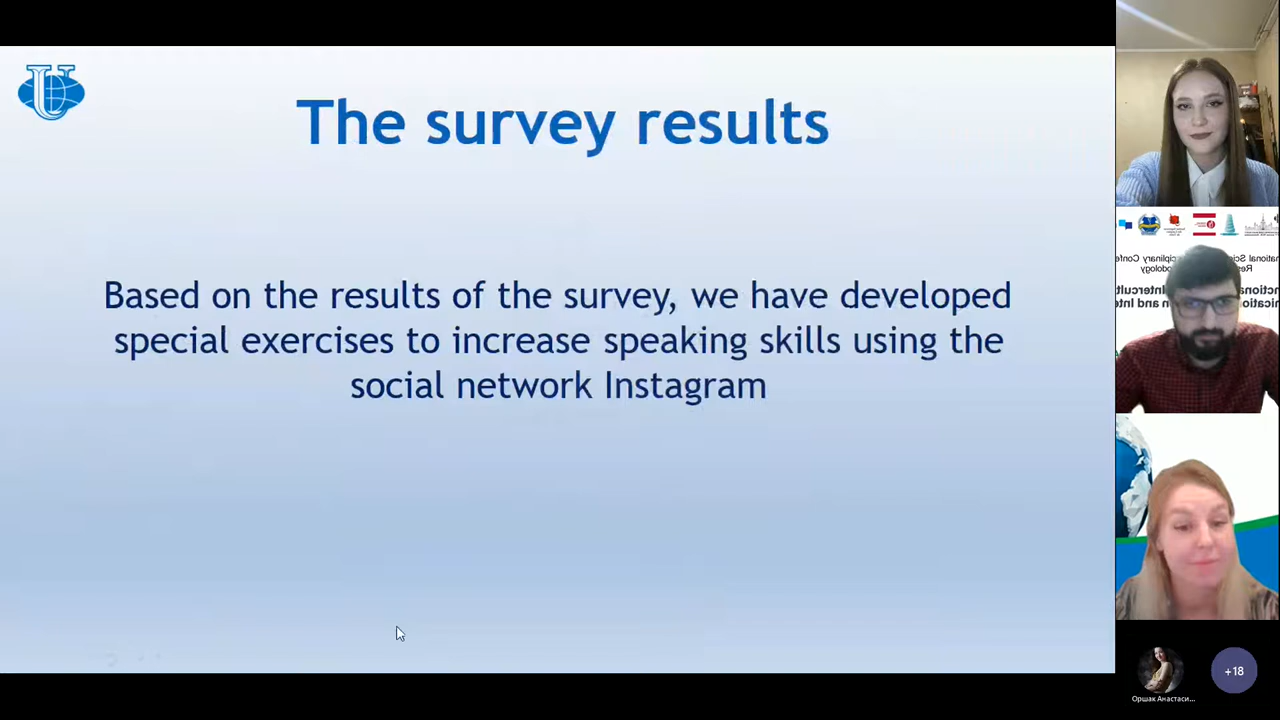 The survey results
Based on the results of the survey, we have developed
special exercises to increase speaking skills using the
social network Instagram
Оршак Анастаси...
+18